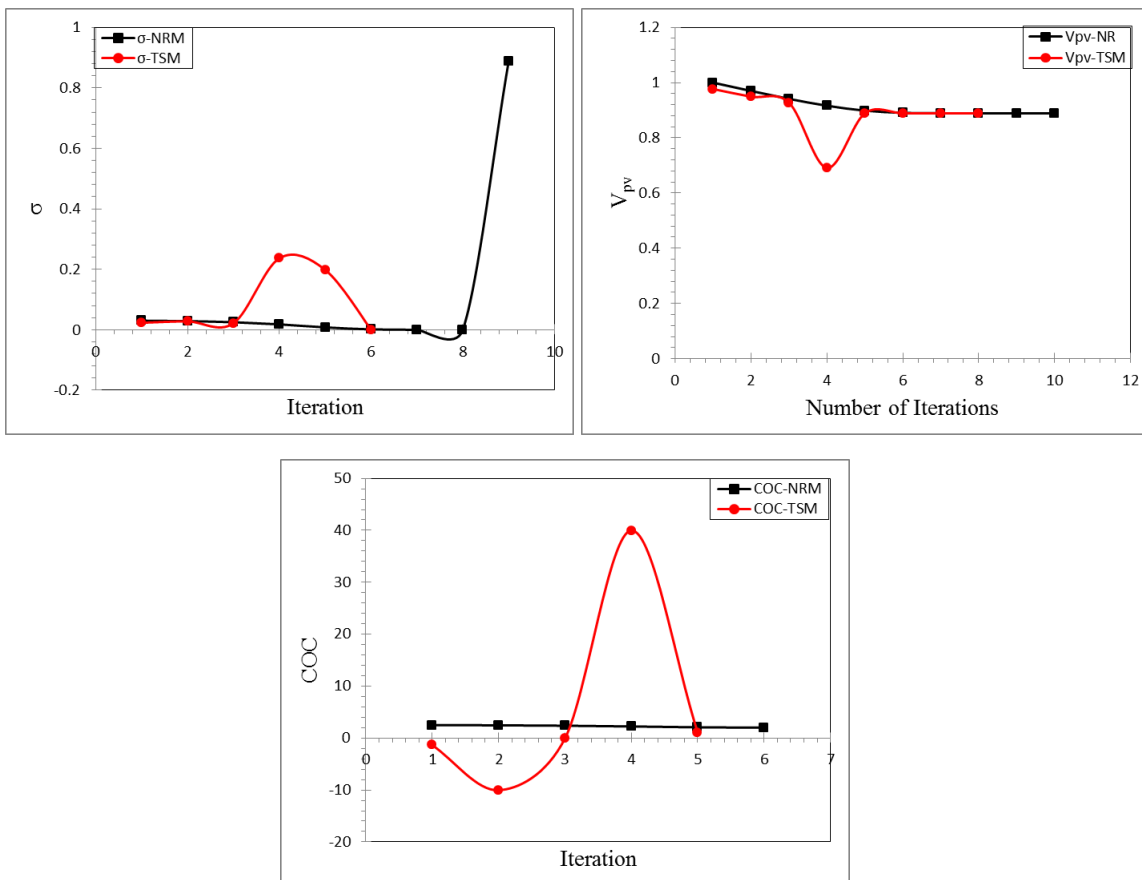 σ-NRM
σ-TSM
1
0.8
0.6
0.4
0.2
0
-0.2
0 2 4 6 8 10
σ
Iteration
Vpv-NR
Vpv-TSM
1.2
1
0.8
0.6
0.4
0.2
0
0 2 4 6 8 10 12
Vpv
Number of Iterations
COC-NRM
COC-TSM
50
40
30
20
10
0
-10
-20
0 1 2 3 4 5 6 7
COC
Iteration